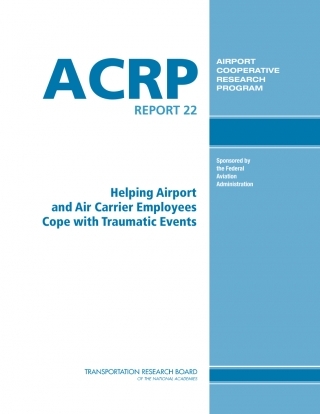 ACRP
REPORT 22
AIRPORT
COOPERATIVE
RESEARCH
PROGRAM
Sponsored by
the Federal
Aviation
Administration
Helping Airport
and Air Carrier Employees
Cope with Traumatic Events
TRANSPORTATION RESEARCH BOARD
OF THE NATIONAL ACADEMIES